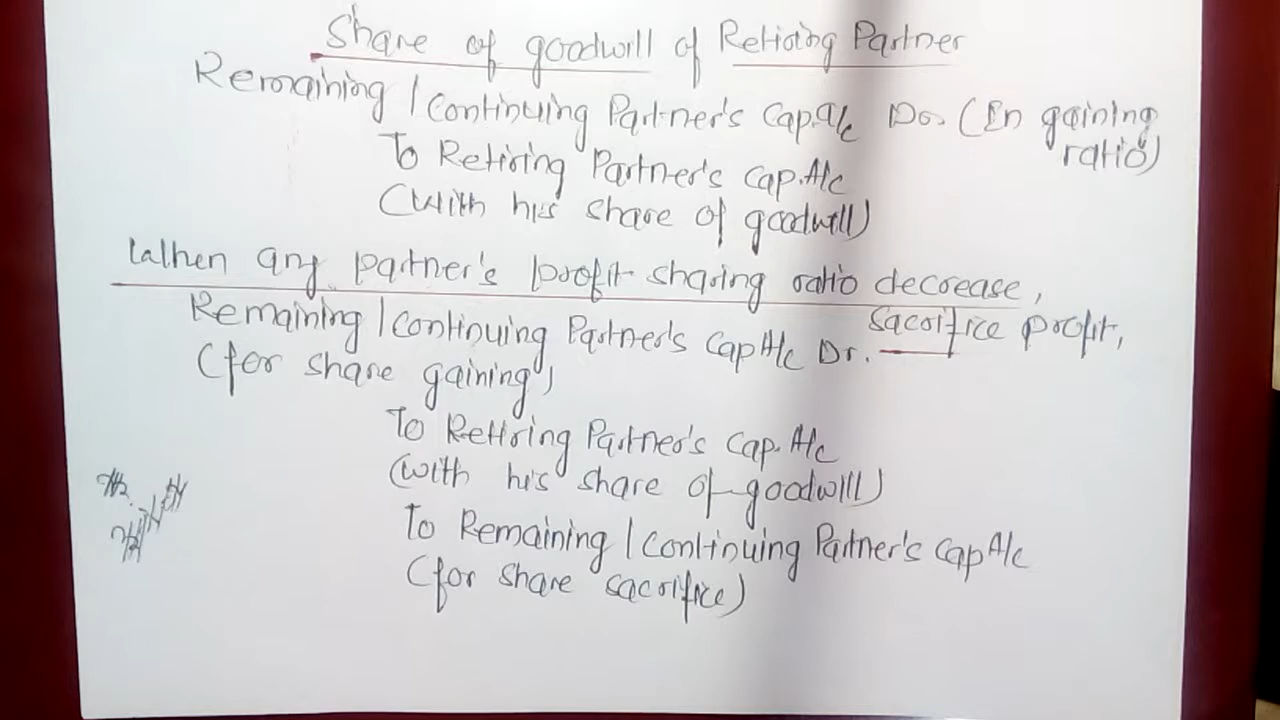 Share of goodwill of Retiring Partner
Remaining / Continuing Partner's Cap.A/c Dr. (In gaining ratio)
To Retiring Partner's Cap.A/c
(With his share of goodwill)
When any partner's profit sharing ratio decrease,
sacrifice profit,
Remaining / Continuing Partner's Cap A/c Dr.
(for share gaining)
To Retiring Partner's Cap. A/c
(with his share of goodwill)
To Remaining / Continuing Partner's Cap A/c
(for share sacrifice)